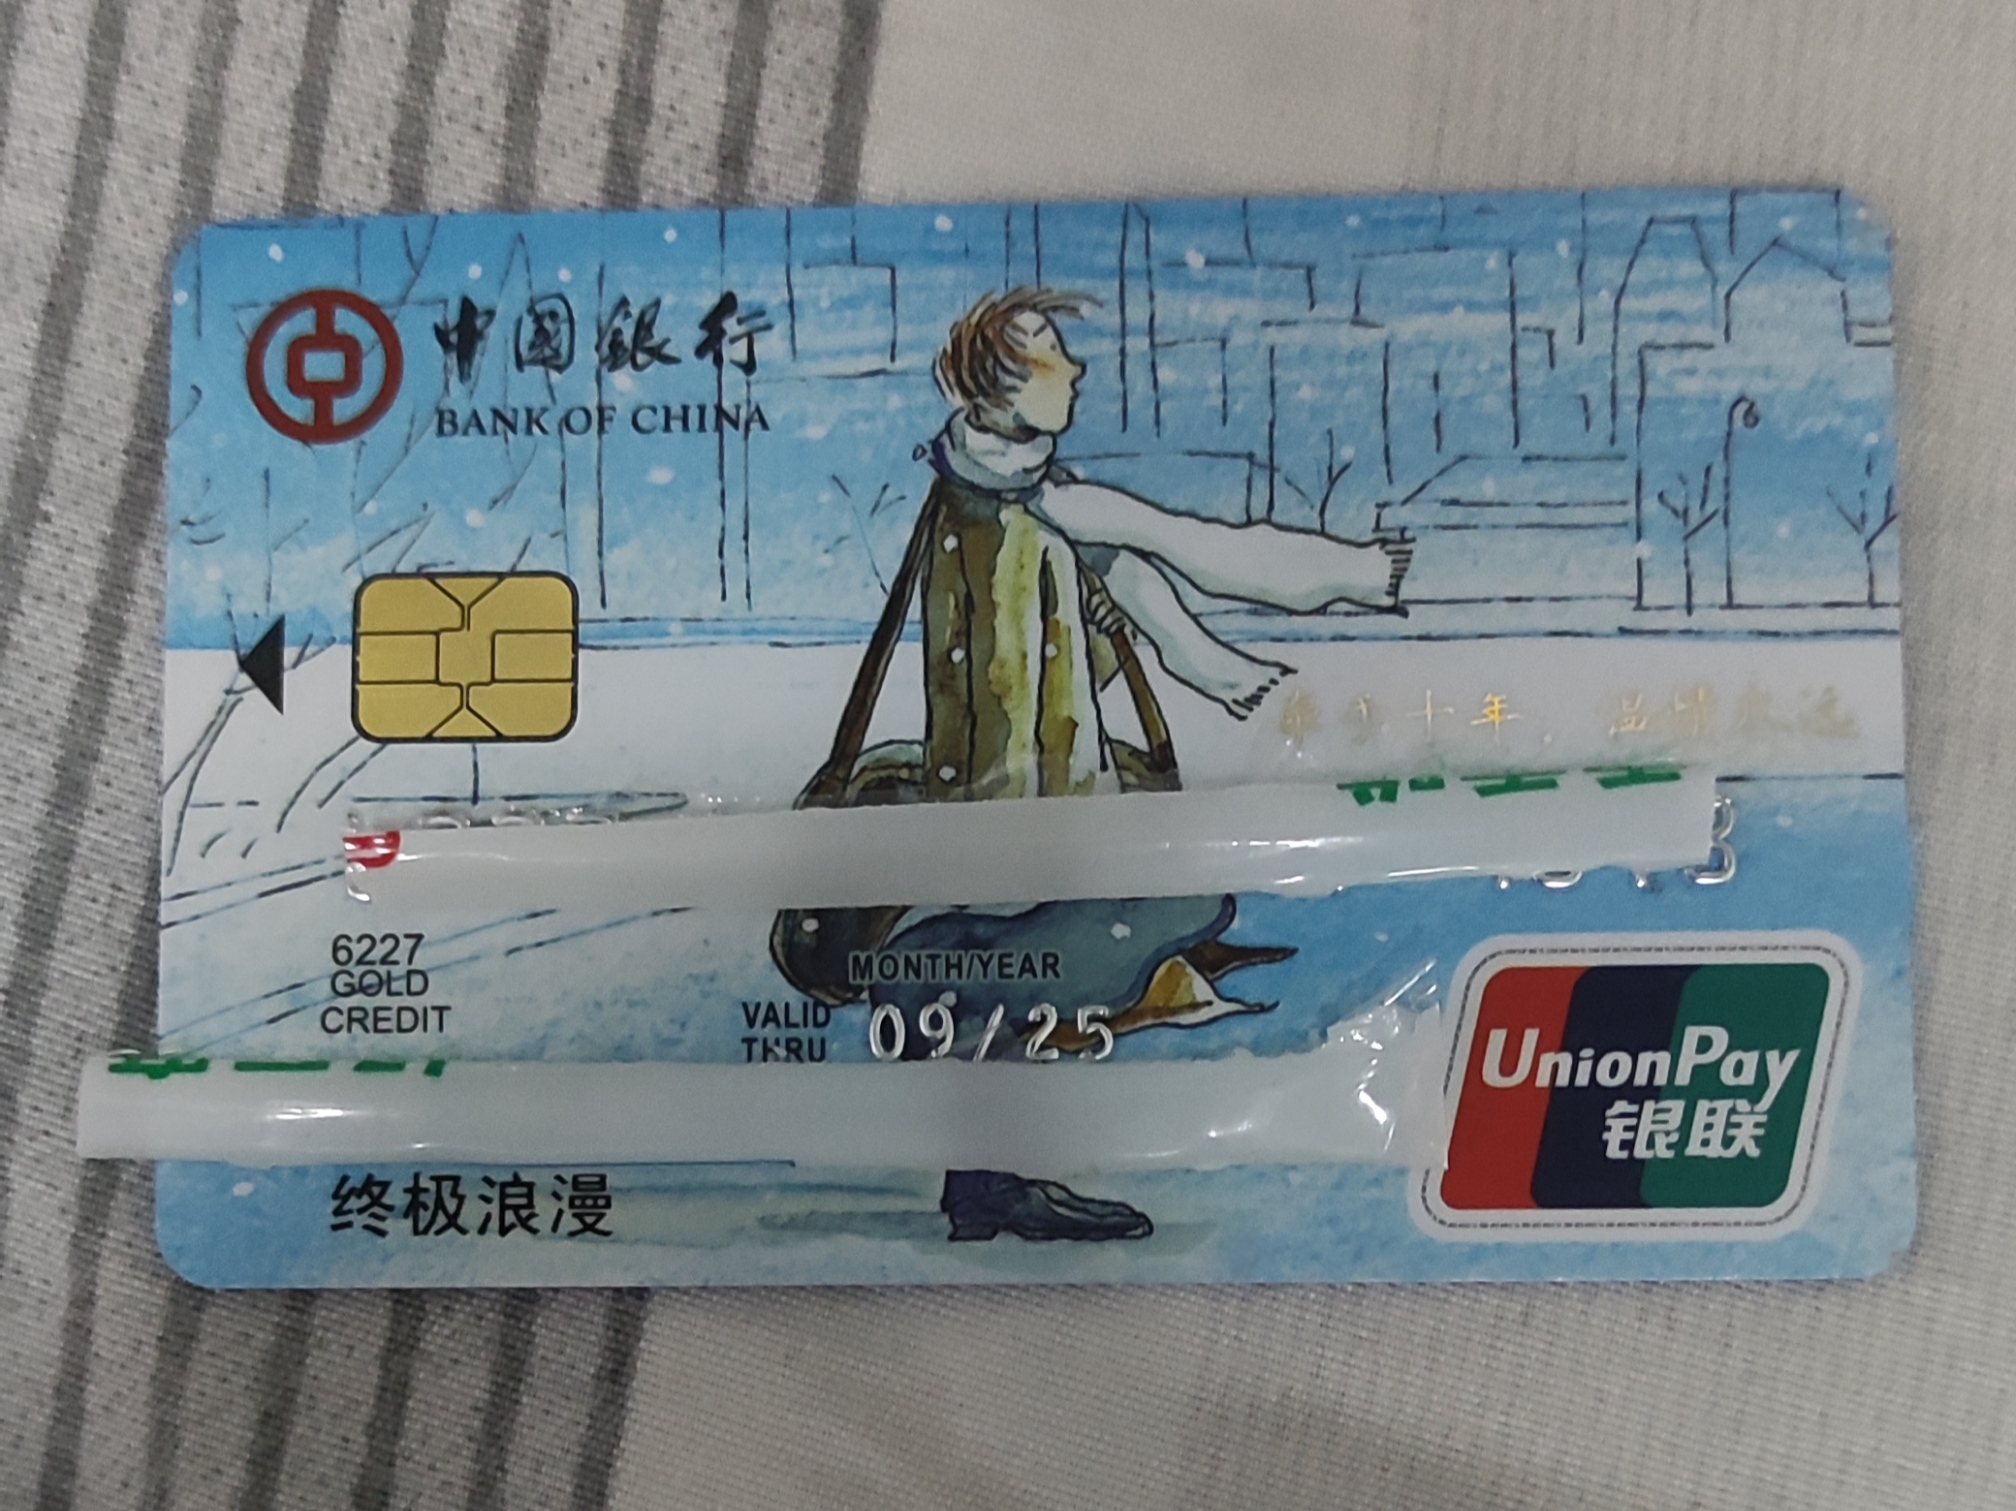 中国銀行
BANK OF CHINA
6227
GOLD
CREDIT
MONTH/YEAR
VALID
THRU
09/25
UnionPay
银联
终极浪漫